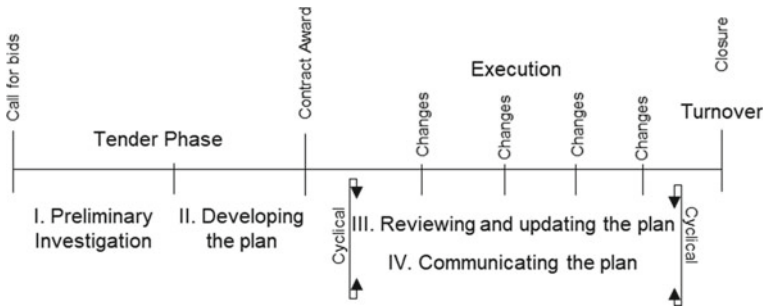 Call for bids
Tender Phase
Contract Award
Execution
Changes
Changes
Changes
Changes
Closure
Turnover
I. Preliminary
Investigation
II. Developing
the plan
Cyclical
III. Reviewing and updating the plan
IV. Communicating the plan
Cyclical